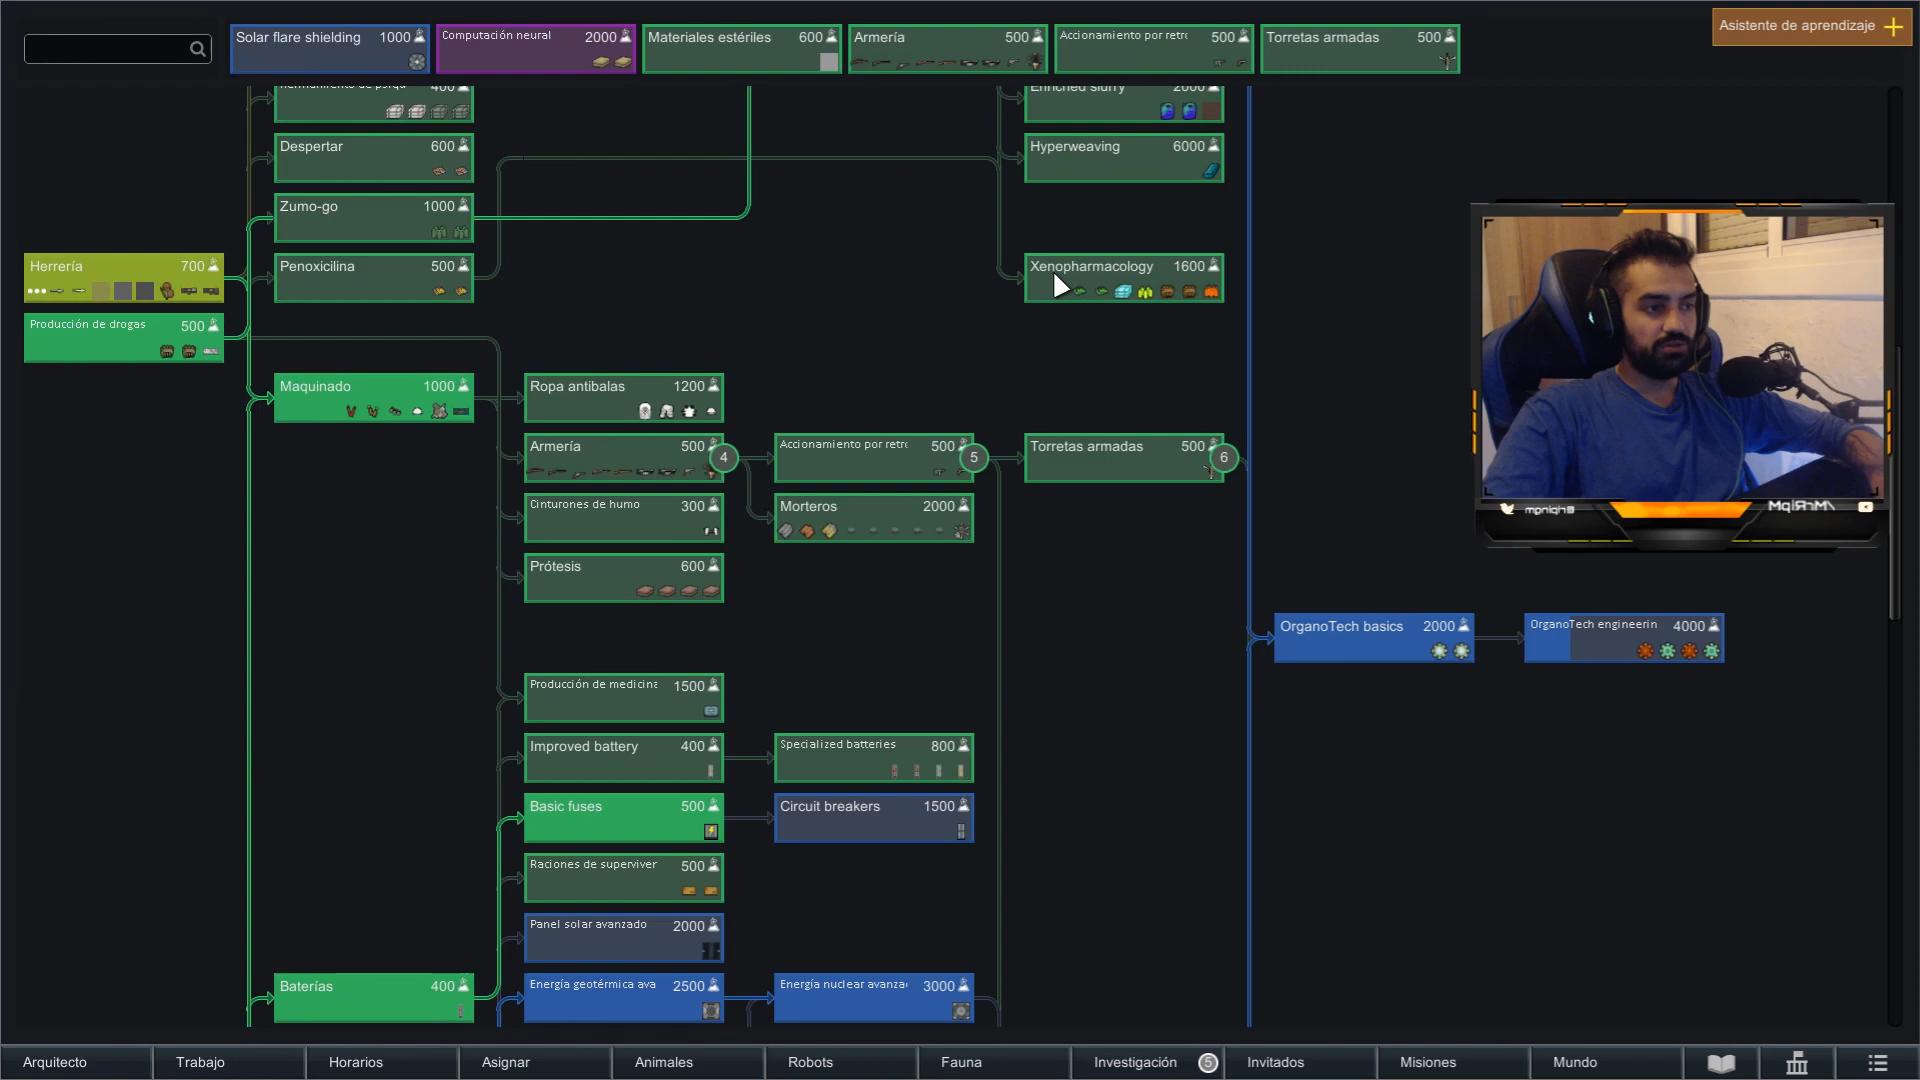 Solar flare shielding 1000
Computación neural 2000
Materiales estériles 600
Armería 500
Accionamiento por retro 500
Torretas armadas 500
Asistente de aprendizaje
400
Enriched slurry 2000
Despertar 600
Hyperweaving 6000
Zumo-go 1000
Herrería 700
Penoxicilina 500
Xenopharmacology 1600
Producción de drogas 500
Maquinado 1000
Ropa antibalas 1200
Armería 500
4
Accionamiento por retro 500
5
Torretas armadas 500
6
Cinturones de humo 300
Morteros 2000
Prótesis 600
OrganoTech basics 2000
OrganoTech engineerin 4000
Producción de medicina 1500
Improved battery 400
Specialized batteries 800
Basic fuses 500
Circuit breakers 1500
Raciones de superviver 500
Panel solar avanzado 2000
Baterías 400
Energía geotérmica ava 2500
Energía nuclear avanza 3000
Arquitecto
Trabajo
Horarios
Asignar
Animales
Robots
Fauna
Investigación 5
Invitados
Misiones
Mundo